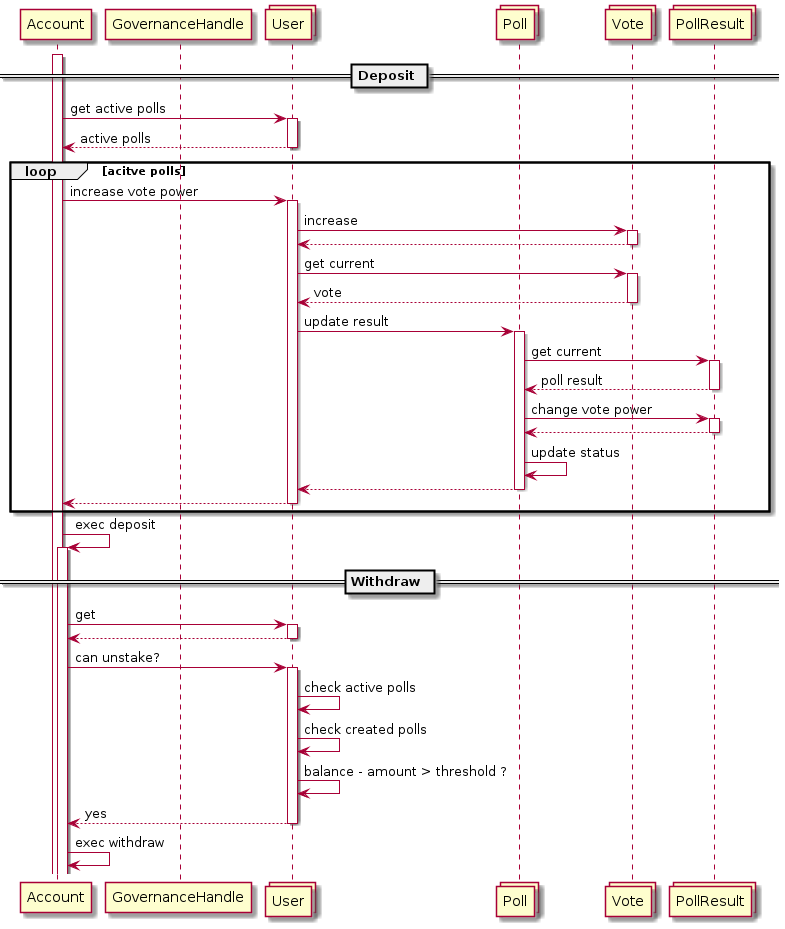 Account GovernanceHandle User Poll Vote PollResult
Deposit
get active polls
active polls
loop [acitve polls]
increase vote power
increase
get current
vote
update result
get current
poll result
change vote power
update status
exec deposit
Withdraw
get
can unstake?
check active polls
check created polls
balance - amount > threshold ?
yes
exec withdraw
Account GovernanceHandle User Poll Vote PollResult